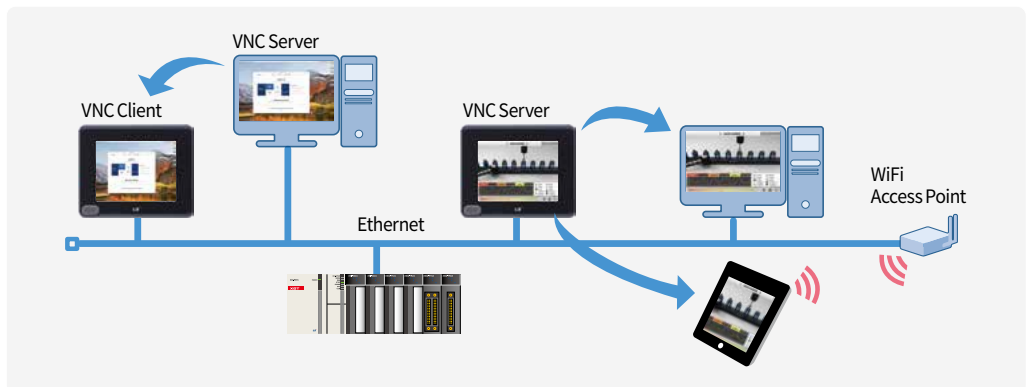 VNC Server
VNC Client
VNC Server
WiFi
Access Point
Ethernet